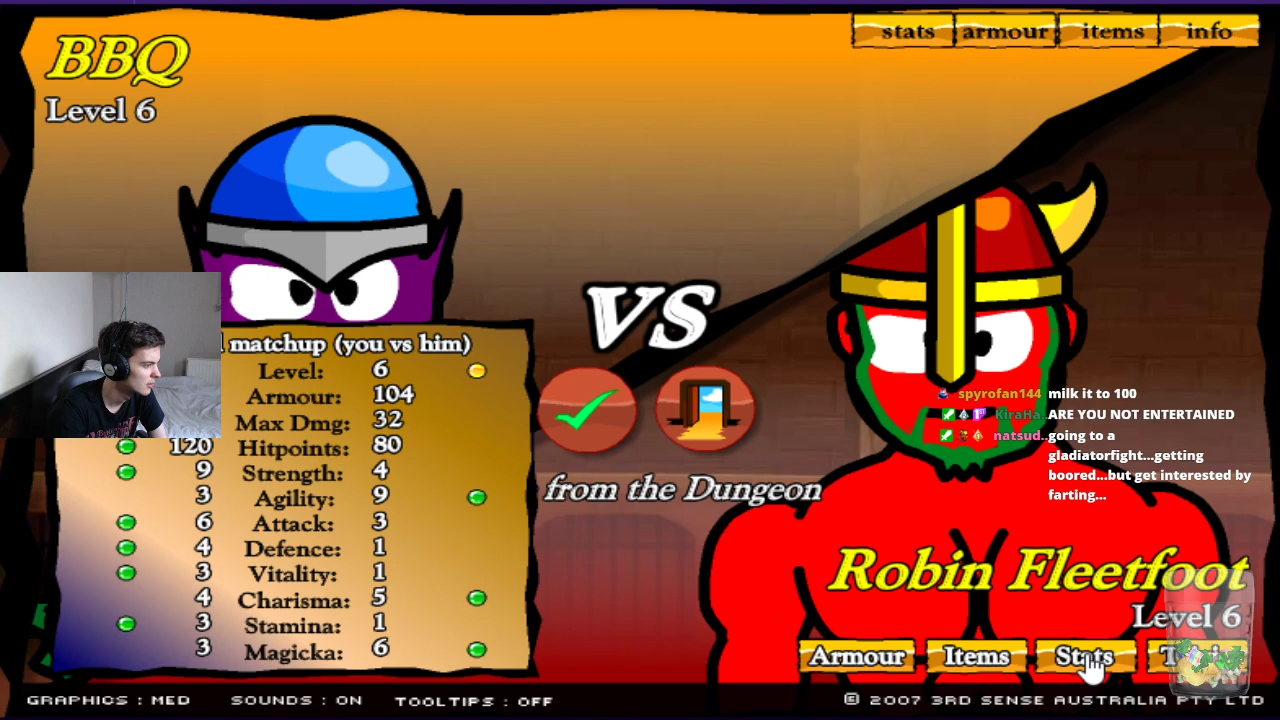 BBQ
Level 6
stats armour items info
VS
matchup (you vs him)
Level: 6
Armour: 104
Max Dmg: 32
120 Hitpoints: 80
9 Strength: 4
3 Agility: 9
6 Attack: 3
4 Defence: 1
3 Vitality: 1
4 Charisma: 5
3 Stamina: 1
3 Magicka: 6
from the Dungeon
spyrofan144 milk it to 100
KiraHa.. ARE YOU NOT ENTERTAINED
natsud.. going to a
gladiatorfight...getting
bored...but get interested by
farting...
Robin Fleetfoot
Level 6
Armour Items Stats
GRAPHICS : MED SOUNDS : ON TOOLTIPS : OFF
© 2007 3RD SENSE AUSTRALIA PTY LTD